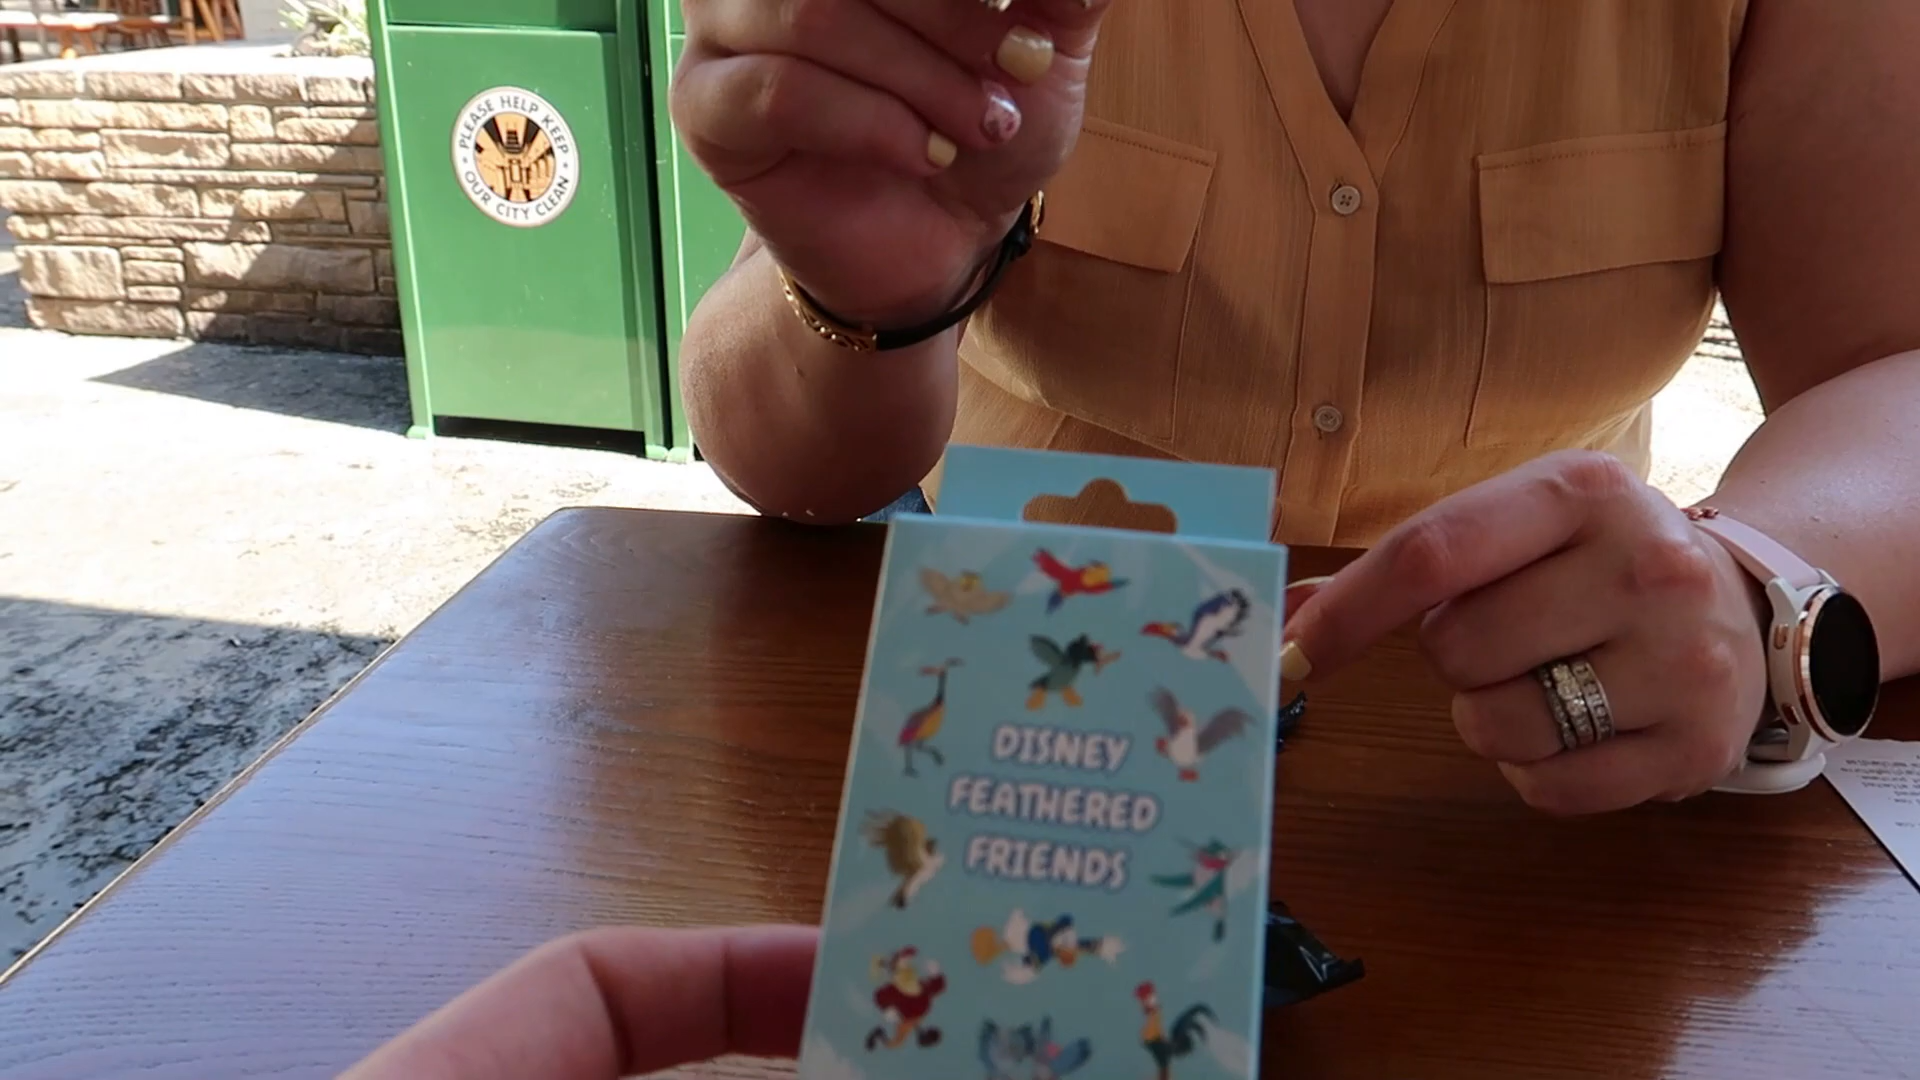 PLEASE HELP KEEP
OUR CITY CLEAN
DISNEY
FEATHERED
FRIENDS